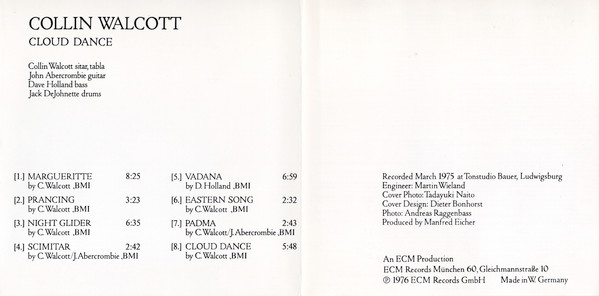 COLLIN WALCOTT
CLOUD DANCE
Collin Walcott sitar, tabla
John Abercrombie guitar
Dave Holland bass
Jack DeJohnette drums
[1.] MARGUERITTE 8:25
by C. Walcott ,BMI
[2.] PRANCING 3:23
by C. Walcott ,BMI
[3.] NIGHT GLIDER 6:35
by C. Walcott ,BMI
[4.] SCIMITAR 2:42
by C. Walcott/J. Abercrombie ,BMI
[5.] VADANA 6:59
by D. Holland ,BMI
[6.] EASTERN SONG 2:32
by C. Walcott ,BMI
[7.] PADMA 2:43
by C. Walcott/J. Abercrombie ,BMI
[8.] CLOUD DANCE 5:48
by C. Walcott ,BMI
Recorded March 1975 at Tonstudio Bauer, Ludwigsburg
Engineer: Martin Wieland
Cover Photo: Tadayuki Naito
Cover Design: Dieter Bonhorst
Photo: Andreas Raggenbass
Produced by Manfred Eicher
An ECM Production
ECM Records München 60, Gleichmannstraße 10
℗ 1976 ECM Records GmbH Made in W. Germany